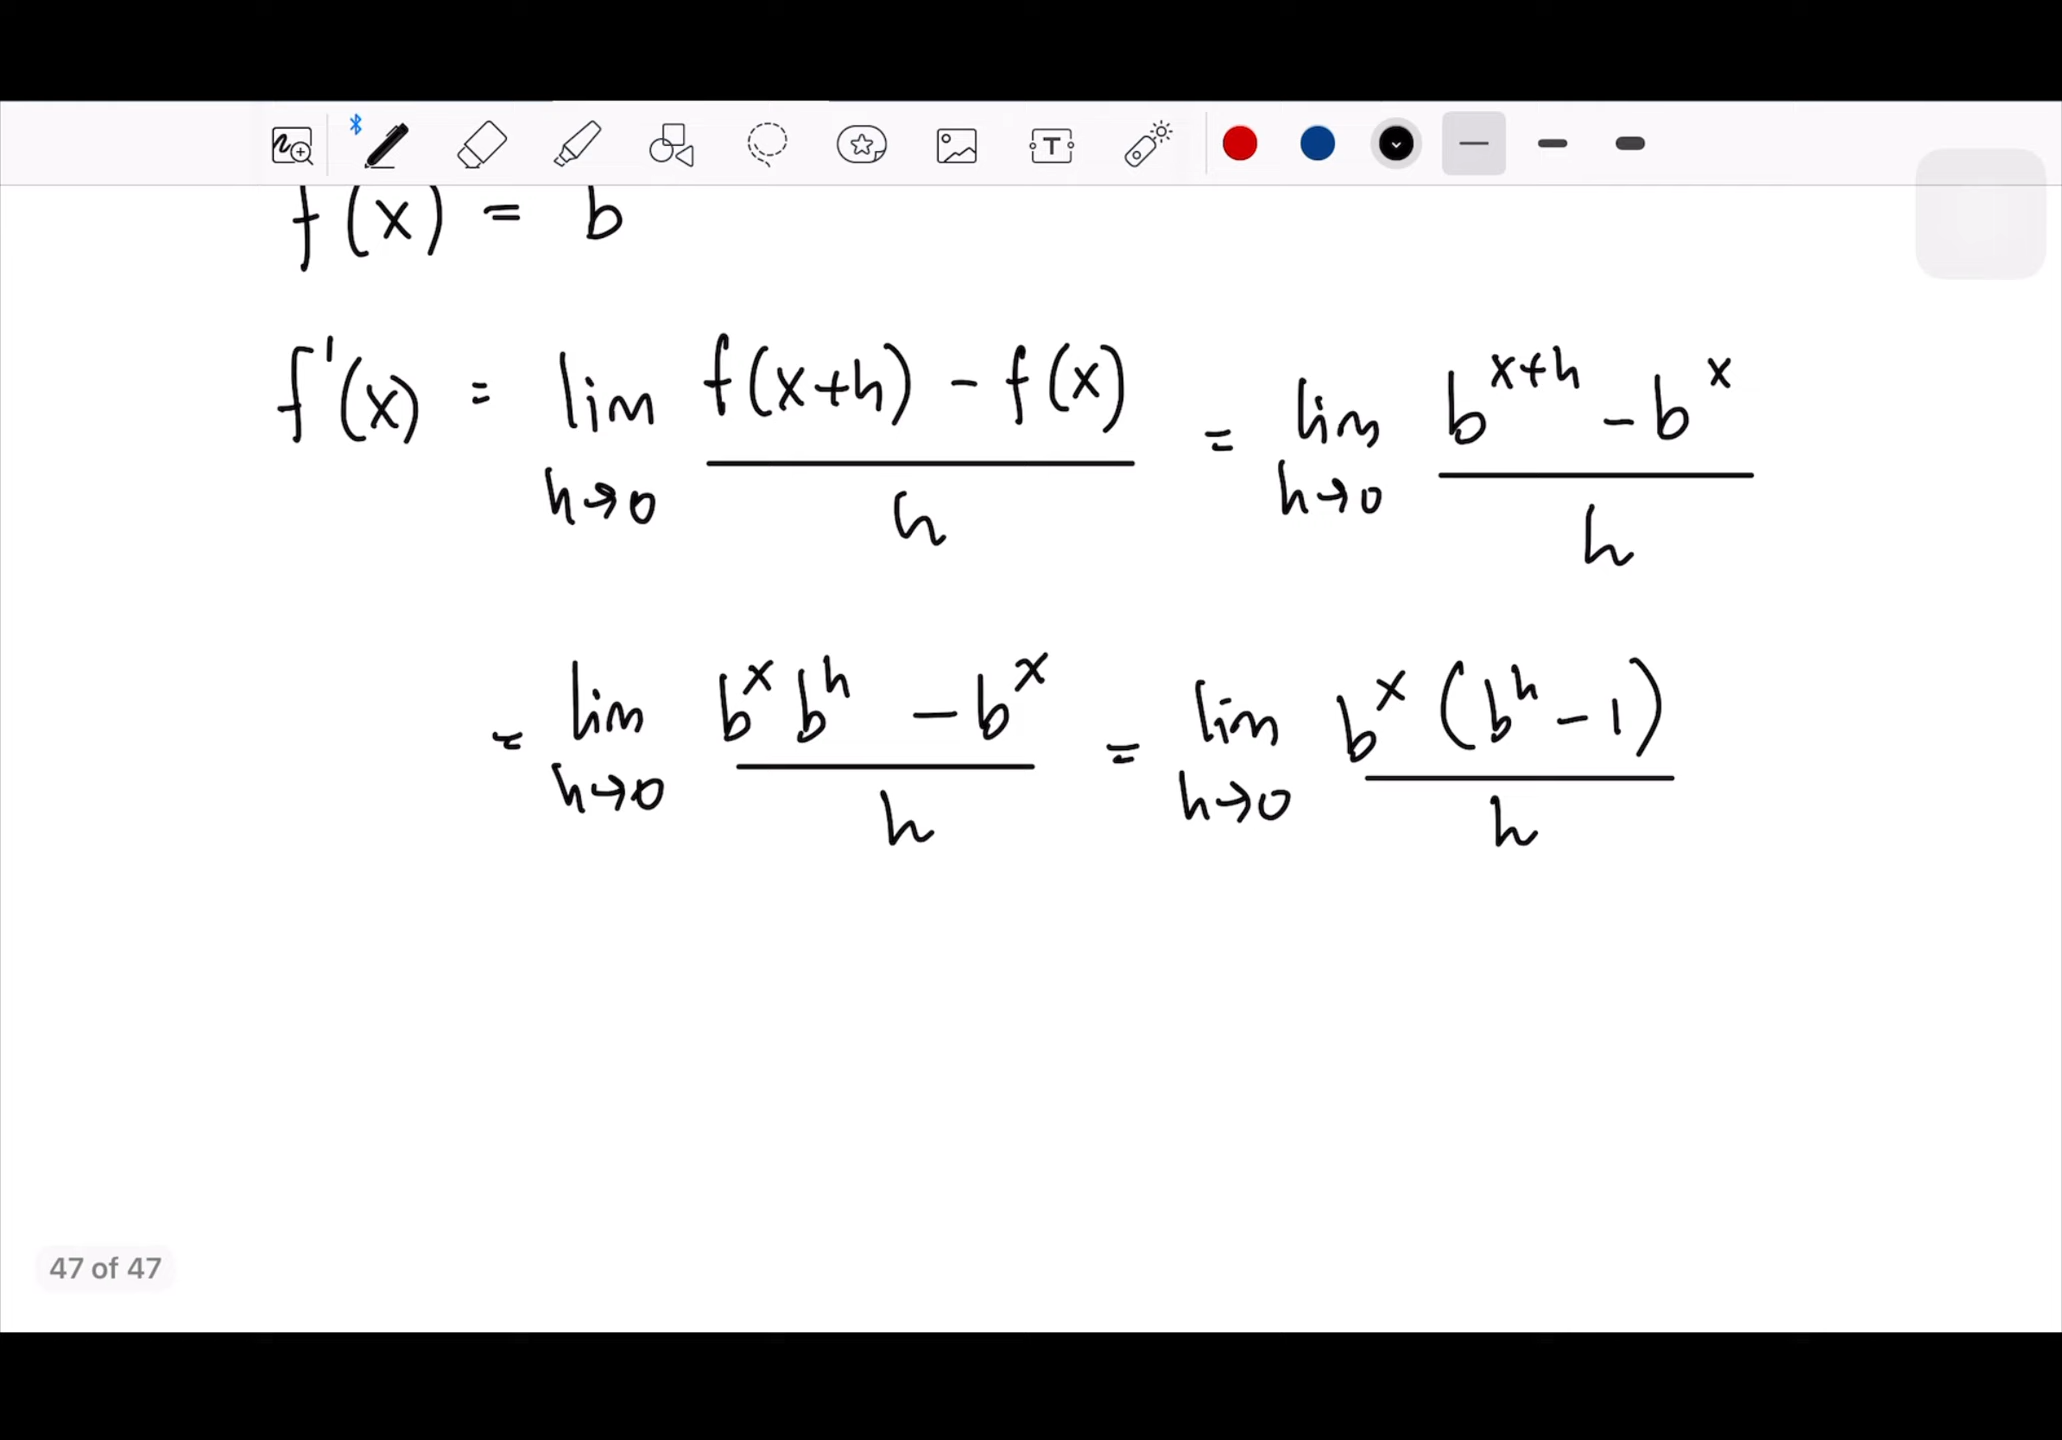 T
f(x) = b
f'(x) = lim h→0 f(x+h) - f(x) / h = lim h→0 b^{x+h} - b^x / h
= lim h→0 b^x b^h - b^x / h = lim h→0 b^x (b^h - 1) / h
47 of 47